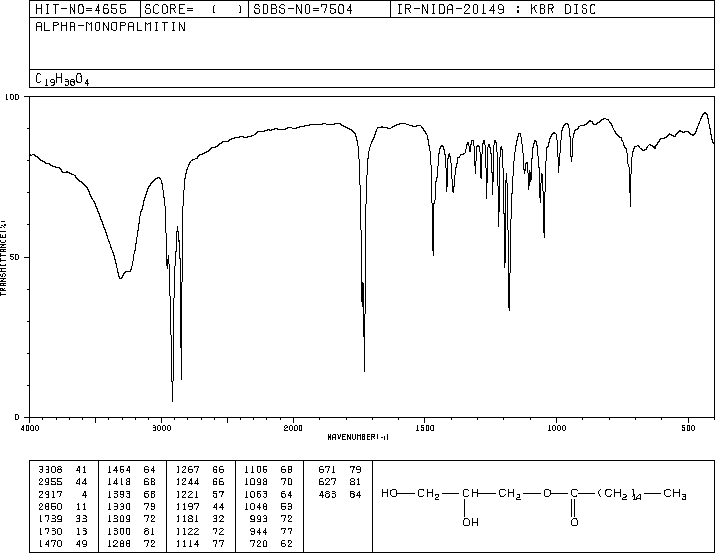 HIT-NO=4655 SCORE= ( ) SDBS-NO=7504 IR-NIDA-20149 : KBR DISC
ALPHA-MONOPALMITIN
C19H38O4
100
50
0
TRANSMITTANCE(%)
4000 3000 2000 1500 1000 500
WAVENUMBER(-1)
3308 41 1464 64 1267 66 1106 68 671 79
2955 44 1418 68 1244 66 1098 70 627 81
2917 4 1393 68 1221 57 1063 64 483 84
2850 11 1330 79 1197 44 1048 53
1739 33 1309 72 1181 32 993 72
1730 13 1300 81 1122 72 944 77
1470 49 1288 72 1114 77 720 62
HO CH2 CH CH2 O C (CH2)14 CH3
OH O